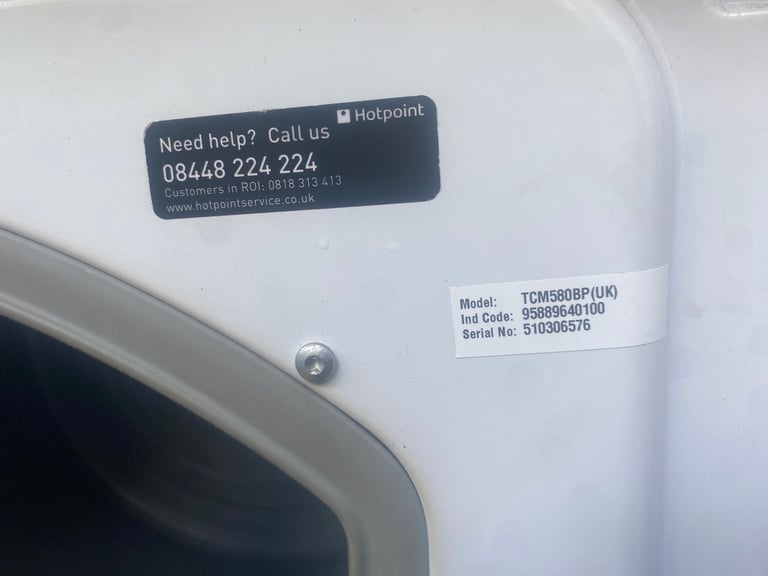 Hotpoint
Need help? Call us
08448 224 224
Customers in ROI: 0818 313 413
www.hotpointservice.co.uk
Model: TCM580BP(UK)
Ind Code: 95889640100
Serial No: 510306576